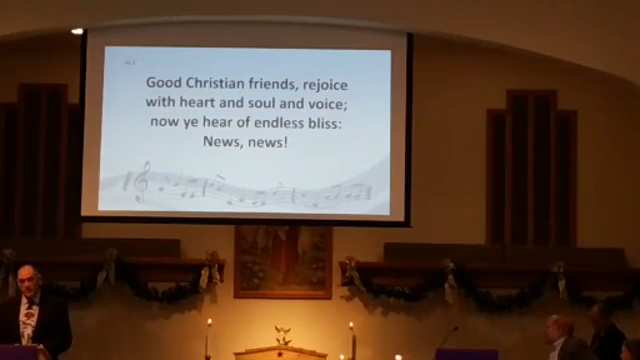 Good Christian friends, rejoice
with heart and soul and voice;
now ye hear of endless bliss:
News, news!